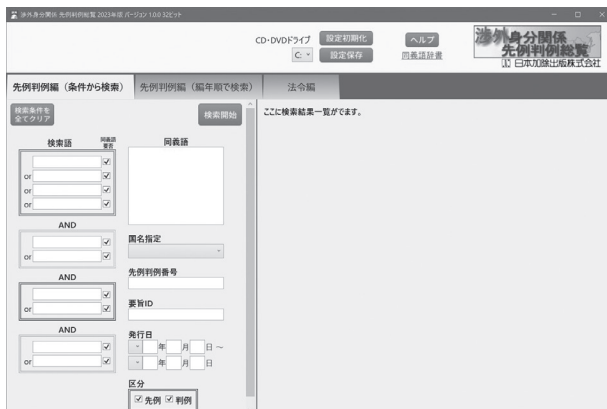 渉外身分関係 先例判例総覧 2023年版 バージョン 1.0.0 32ビット
CD・DVDドライブ 設定初期化 ヘルプ
C: 設定保存 同義語辞書
渉外身分関係
先例判例総覧
日本加除出版株式会社
先例判例編（条件から検索） 先例判例編（編年順で検索） 法令編
検索条件を
全てクリア
検索開始
ここに検索結果一覧がでます。
検索語 同義語
要否
同義語
or
or
or
AND
or
国名指定
AND
先例判例番号
or
要旨ID
AND
発行日
年 月 日 ～
or
年 月 日
区分
先例 判例